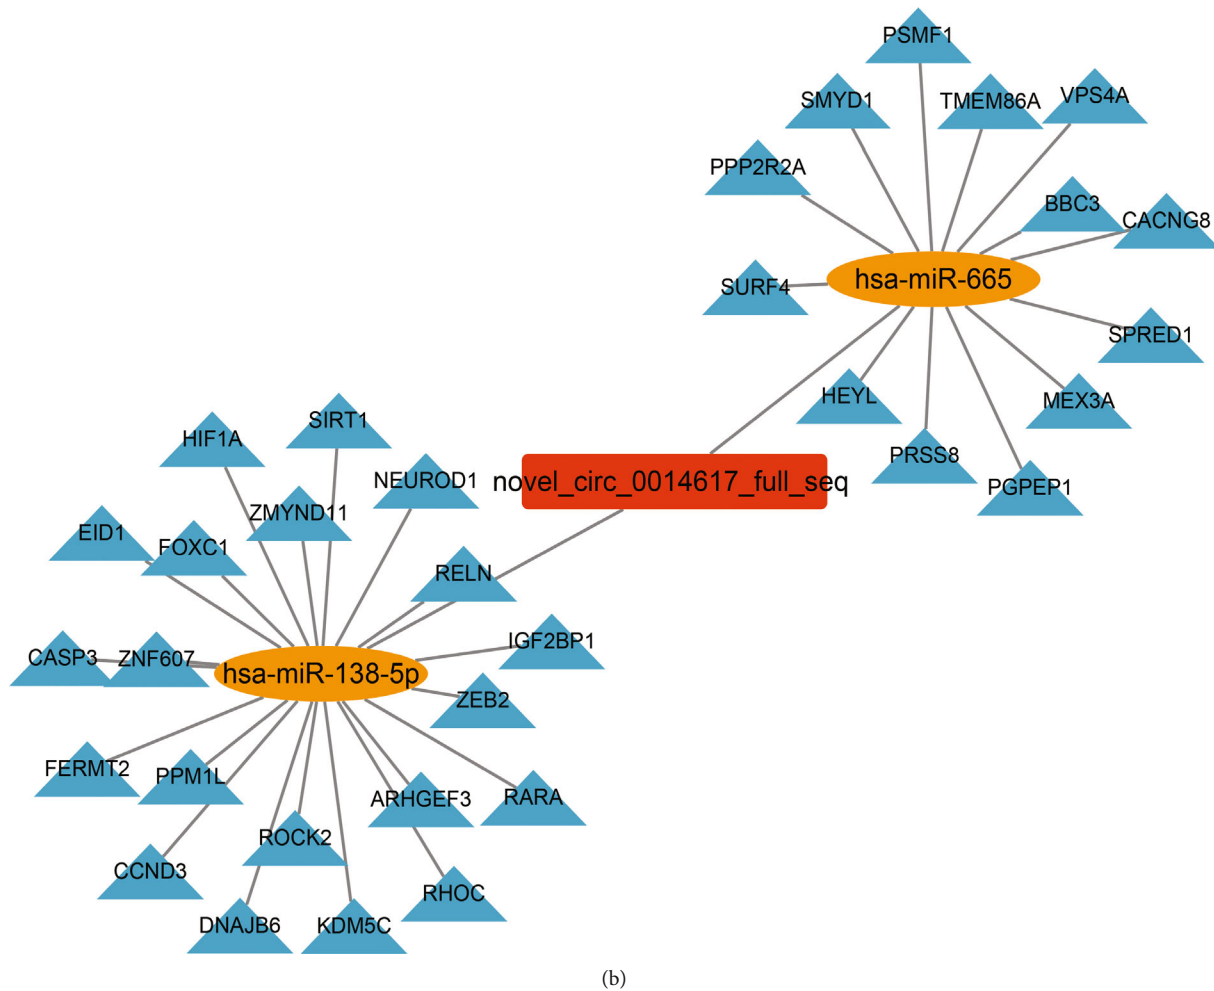 PSMF1
SMYD1
TMEM86A
VPS4A
PPP2R2A
BBC3
CACNG8
hsa-miR-665
SURF4
SPRED1
HEYL
MEX3A
PRSS8
PGPEP1
novel_circ_0014617_full_seq
SIRT1
HIF1A
NEUROD1
ZMYND11
EID1
FOXC1
RELN
IGF2BP1
CASP3
ZNF607
hsa-miR-138-5p
ZEB2
FERMT2
PPM1L
ARHGEF3
RARA
ROCK2
CCND3
RHOC
DNAJB6
KDM5C
(b)